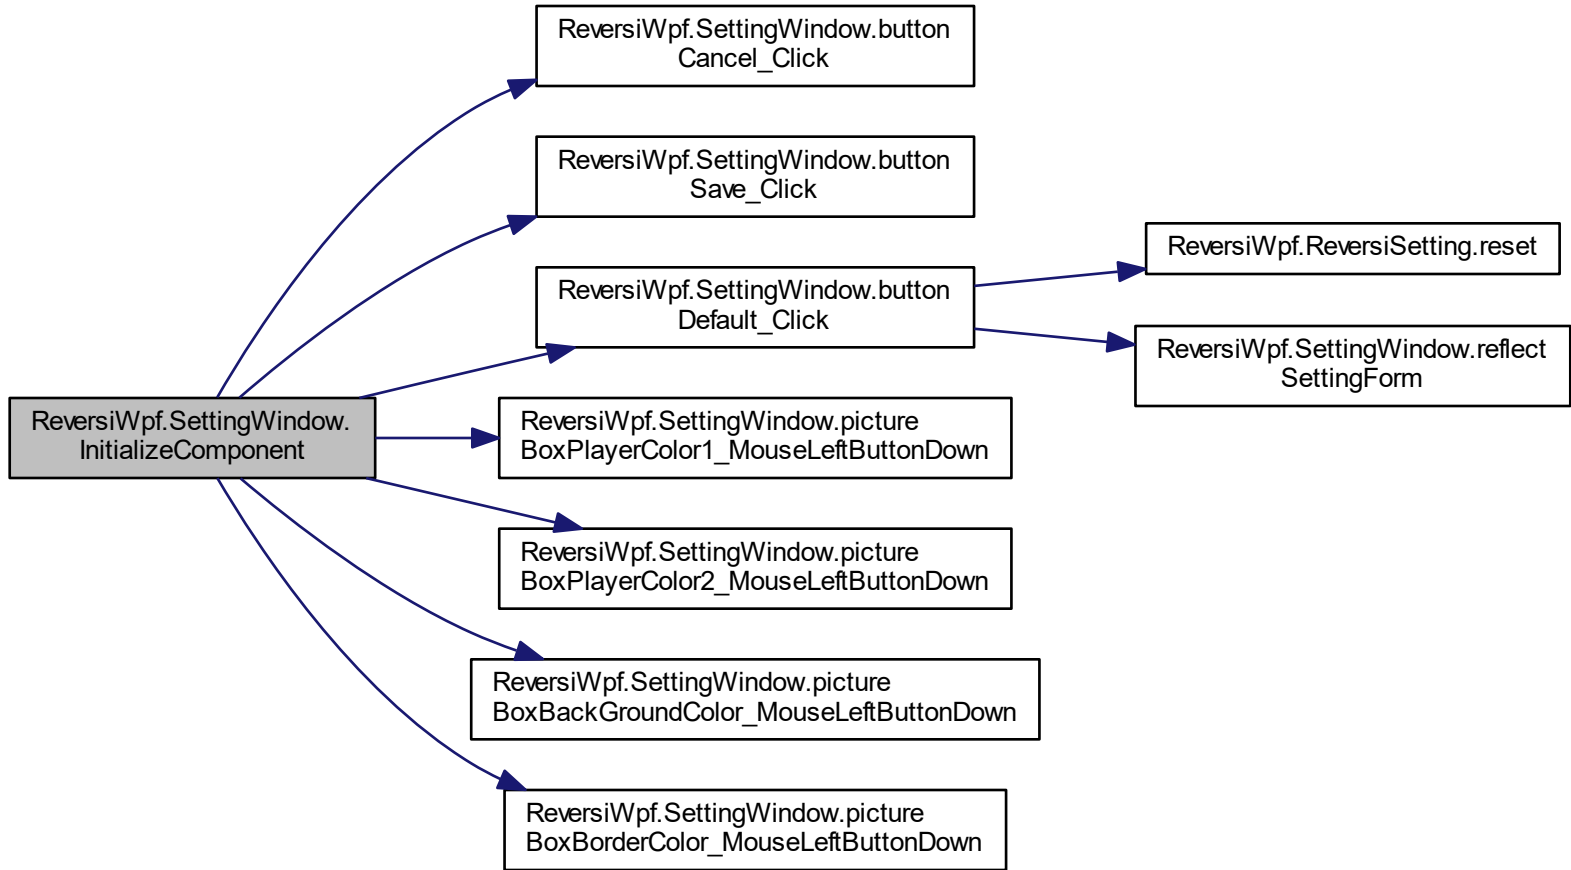 ReversiWpf.SettingWindow.
InitializeComponent
ReversiWpf.SettingWindow.button
Cancel_Click
ReversiWpf.SettingWindow.button
Save_Click
ReversiWpf.SettingWindow.button
Default_Click
ReversiWpf.ReversiSetting.reset
ReversiWpf.SettingWindow.reflect
SettingForm
ReversiWpf.SettingWindow.picture
BoxPlayerColor1_MouseLeftButtonDown
ReversiWpf.SettingWindow.picture
BoxPlayerColor2_MouseLeftButtonDown
ReversiWpf.SettingWindow.picture
BoxBackGroundColor_MouseLeftButtonDown
ReversiWpf.SettingWindow.picture
BoxBorderColor_MouseLeftButtonDown